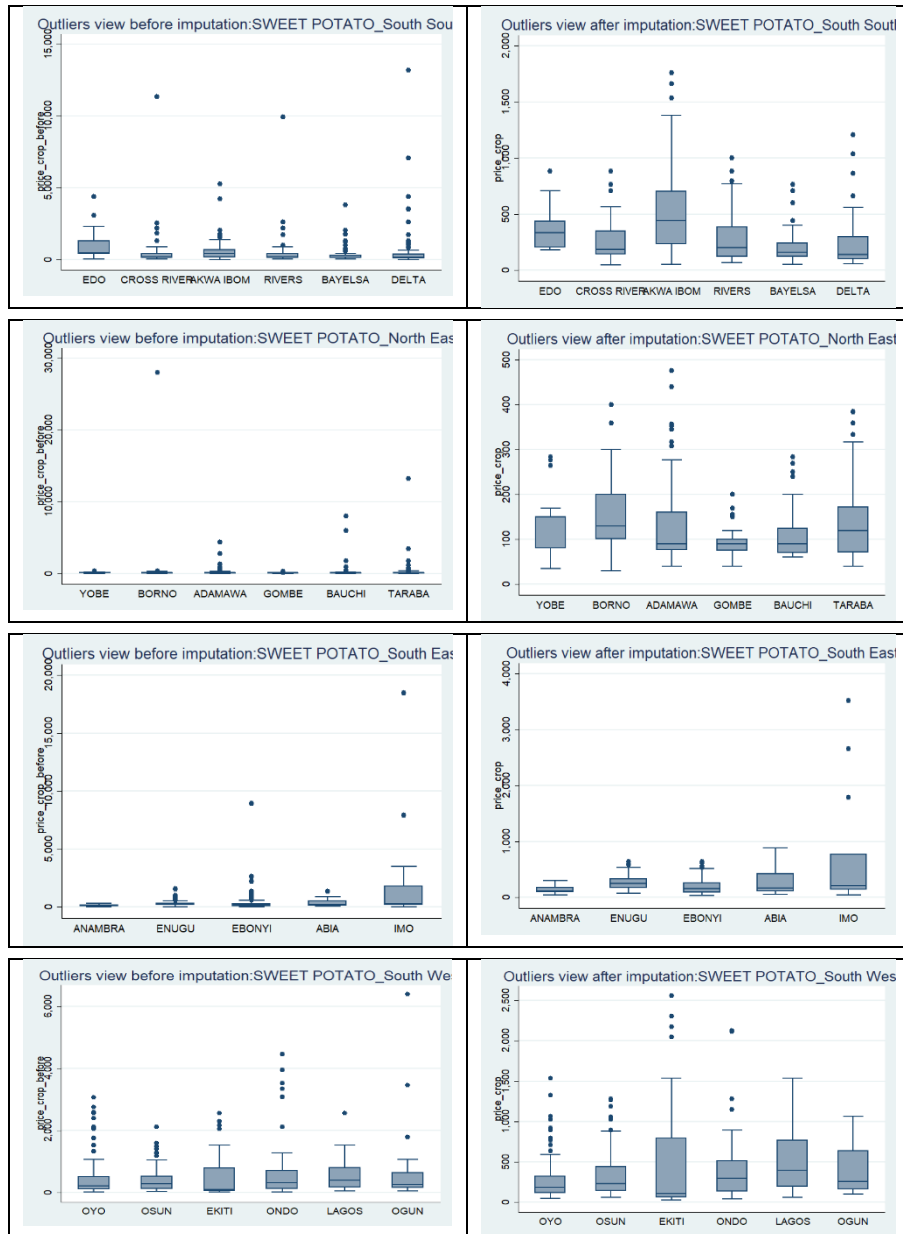 Outliers view before imputation:SWEET POTATO_South Sou
price_crop_before
15,000
10,000
5,000
0
EDO CROSS RIVER AKWA IBOM RIVERS BAYELSA DELTA
Outliers view after imputation:SWEET POTATO_South South
price_crop
2,000
1,500
1,000
500
0
EDO CROSS RIVER AKWA IBOM RIVERS BAYELSA DELTA
Outliers view before imputation:SWEET POTATO_North East
price_crop_before
30,000
20,000
10,000
0
YOBE BORNO ADAMAWA GOMBE BAUCHI TARABA
Outliers view after imputation:SWEET POTATO_North East
price_crop
500
400
300
200
100
0
YOBE BORNO ADAMAWA GOMBE BAUCHI TARABA
Outliers view before imputation:SWEET POTATO_South Eas
price_crop_before
20,000
15,000
10,000
5,000
0
ANAMBRA ENUGU EBONYI ABIA IMO
Outliers view after imputation:SWEET POTATO_South East
price_crop
4,000
3,000
2,000
1,000
0
ANAMBRA ENUGU EBONYI ABIA IMO
Outliers view before imputation:SWEET POTATO_South Wes
price_crop_before
6,000
4,000
2,000
0
OYO OSUN EKITI ONDO LAGOS OGUN
Outliers view after imputation:SWEET POTATO_South Wes
price_crop
2,500
2,000
1,500
1,000
500
0
OYO OSUN EKITI ONDO LAGOS OGUN